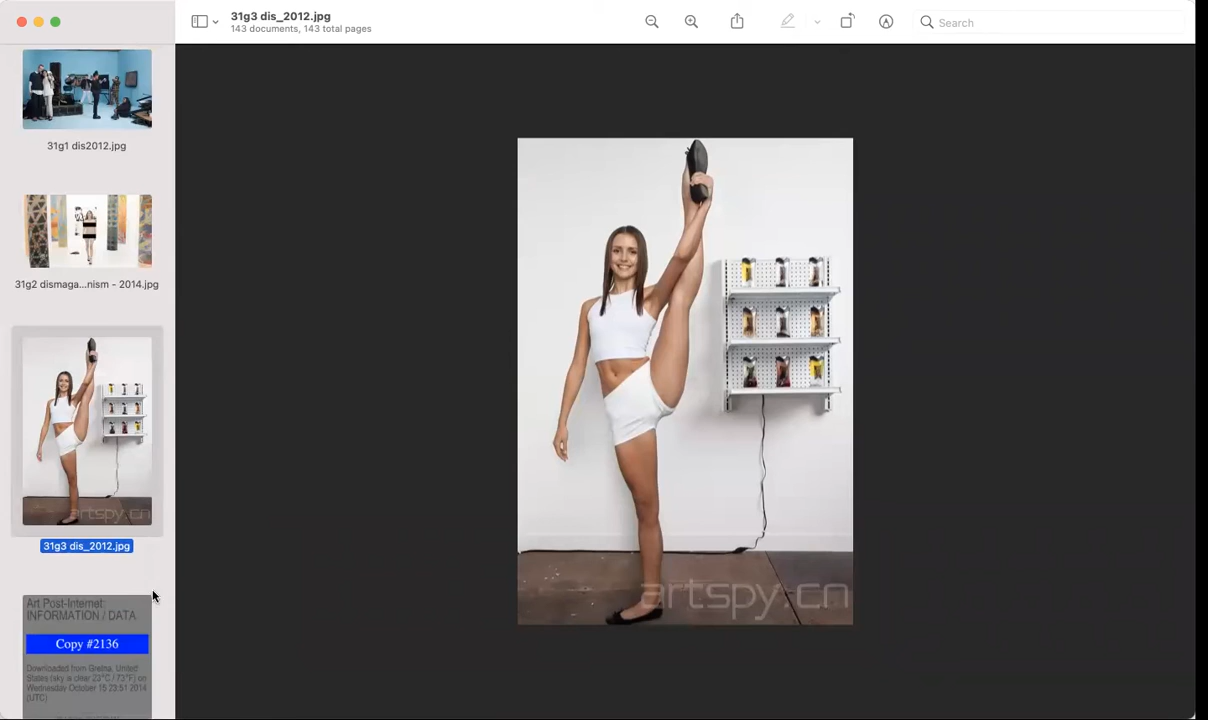 31g3 dis_2012.jpg
143 documents, 143 total pages
Search
31g1 dis2012.jpg
31g2 dismaga...nism - 2014.jpg
31g3 dis_2012.jpg
Art Post-Internet:
INFORMATION / DATA
Copy #2136
Downloaded from Gretna, United
States (sky is clear 23°C / 73°F) on
Wednesday October 15 23:51 2014
(UTC)
artspy.cn
artspy.cn